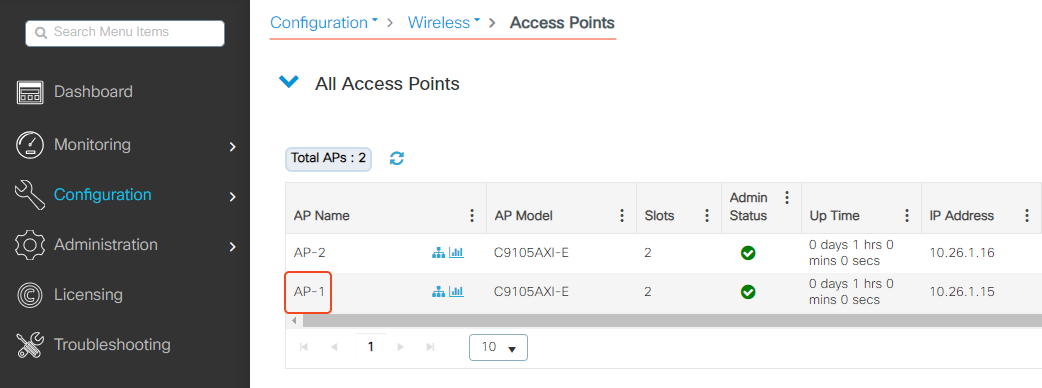 Search Menu Items
Dashboard
Monitoring
Configuration
Administration
Licensing
Troubleshooting
Configuration > Wireless > Access Points
All Access Points
Total APs : 2
AP Name AP Model Slots Admin Status Up Time IP Address
AP-2 C9105AXI-E 2 0 days 1 hrs 0 mins 0 secs 10.26.1.16
AP-1 C9105AXI-E 2 0 days 1 hrs 0 mins 0 secs 10.26.1.15
1 10